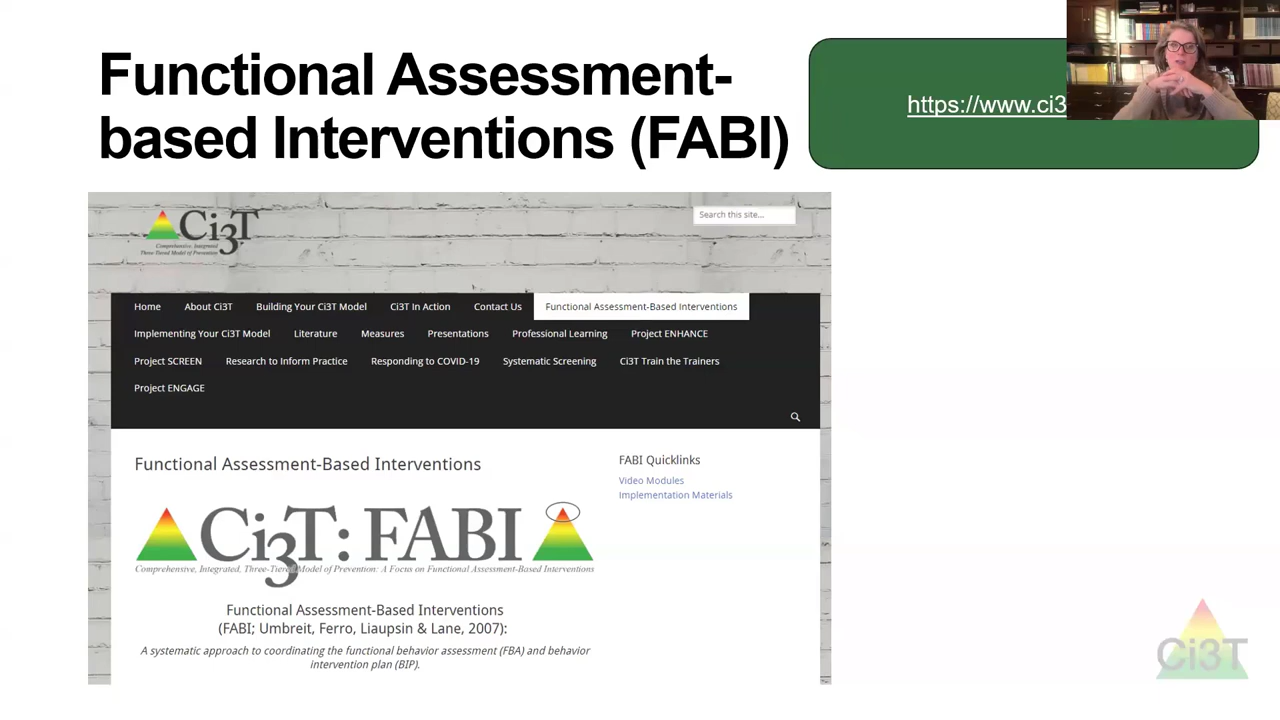 Functional Assessment-
based Interventions (FABI)
https://www.ci3
Ci3T
Comprehensive, Integrated
Three-Tiered Model of Prevention
Search this site...
Home About Ci3T Building Your Ci3T Model Ci3T In Action Contact Us Functional Assessment-Based Interventions
Implementing Your Ci3T Model Literature Measures Presentations Professional Learning Project ENHANCE
Project SCREEN Research to Inform Practice Responding to COVID-19 Systematic Screening Ci3T Train the Trainers
Project ENGAGE
Functional Assessment-Based Interventions
FABI Quicklinks
Video Modules
Implementation Materials
Ci3T: FABI
Comprehensive, Integrated, Three-Tiered Model of Prevention: A Focus on Functional Assessment-Based Interventions
Functional Assessment-Based Interventions
(FABI; Umbreit, Ferro, Liaupsin & Lane, 2007):
A systematic approach to coordinating the functional behavior assessment (FBA) and behavior
intervention plan (BIP).
Ci3T